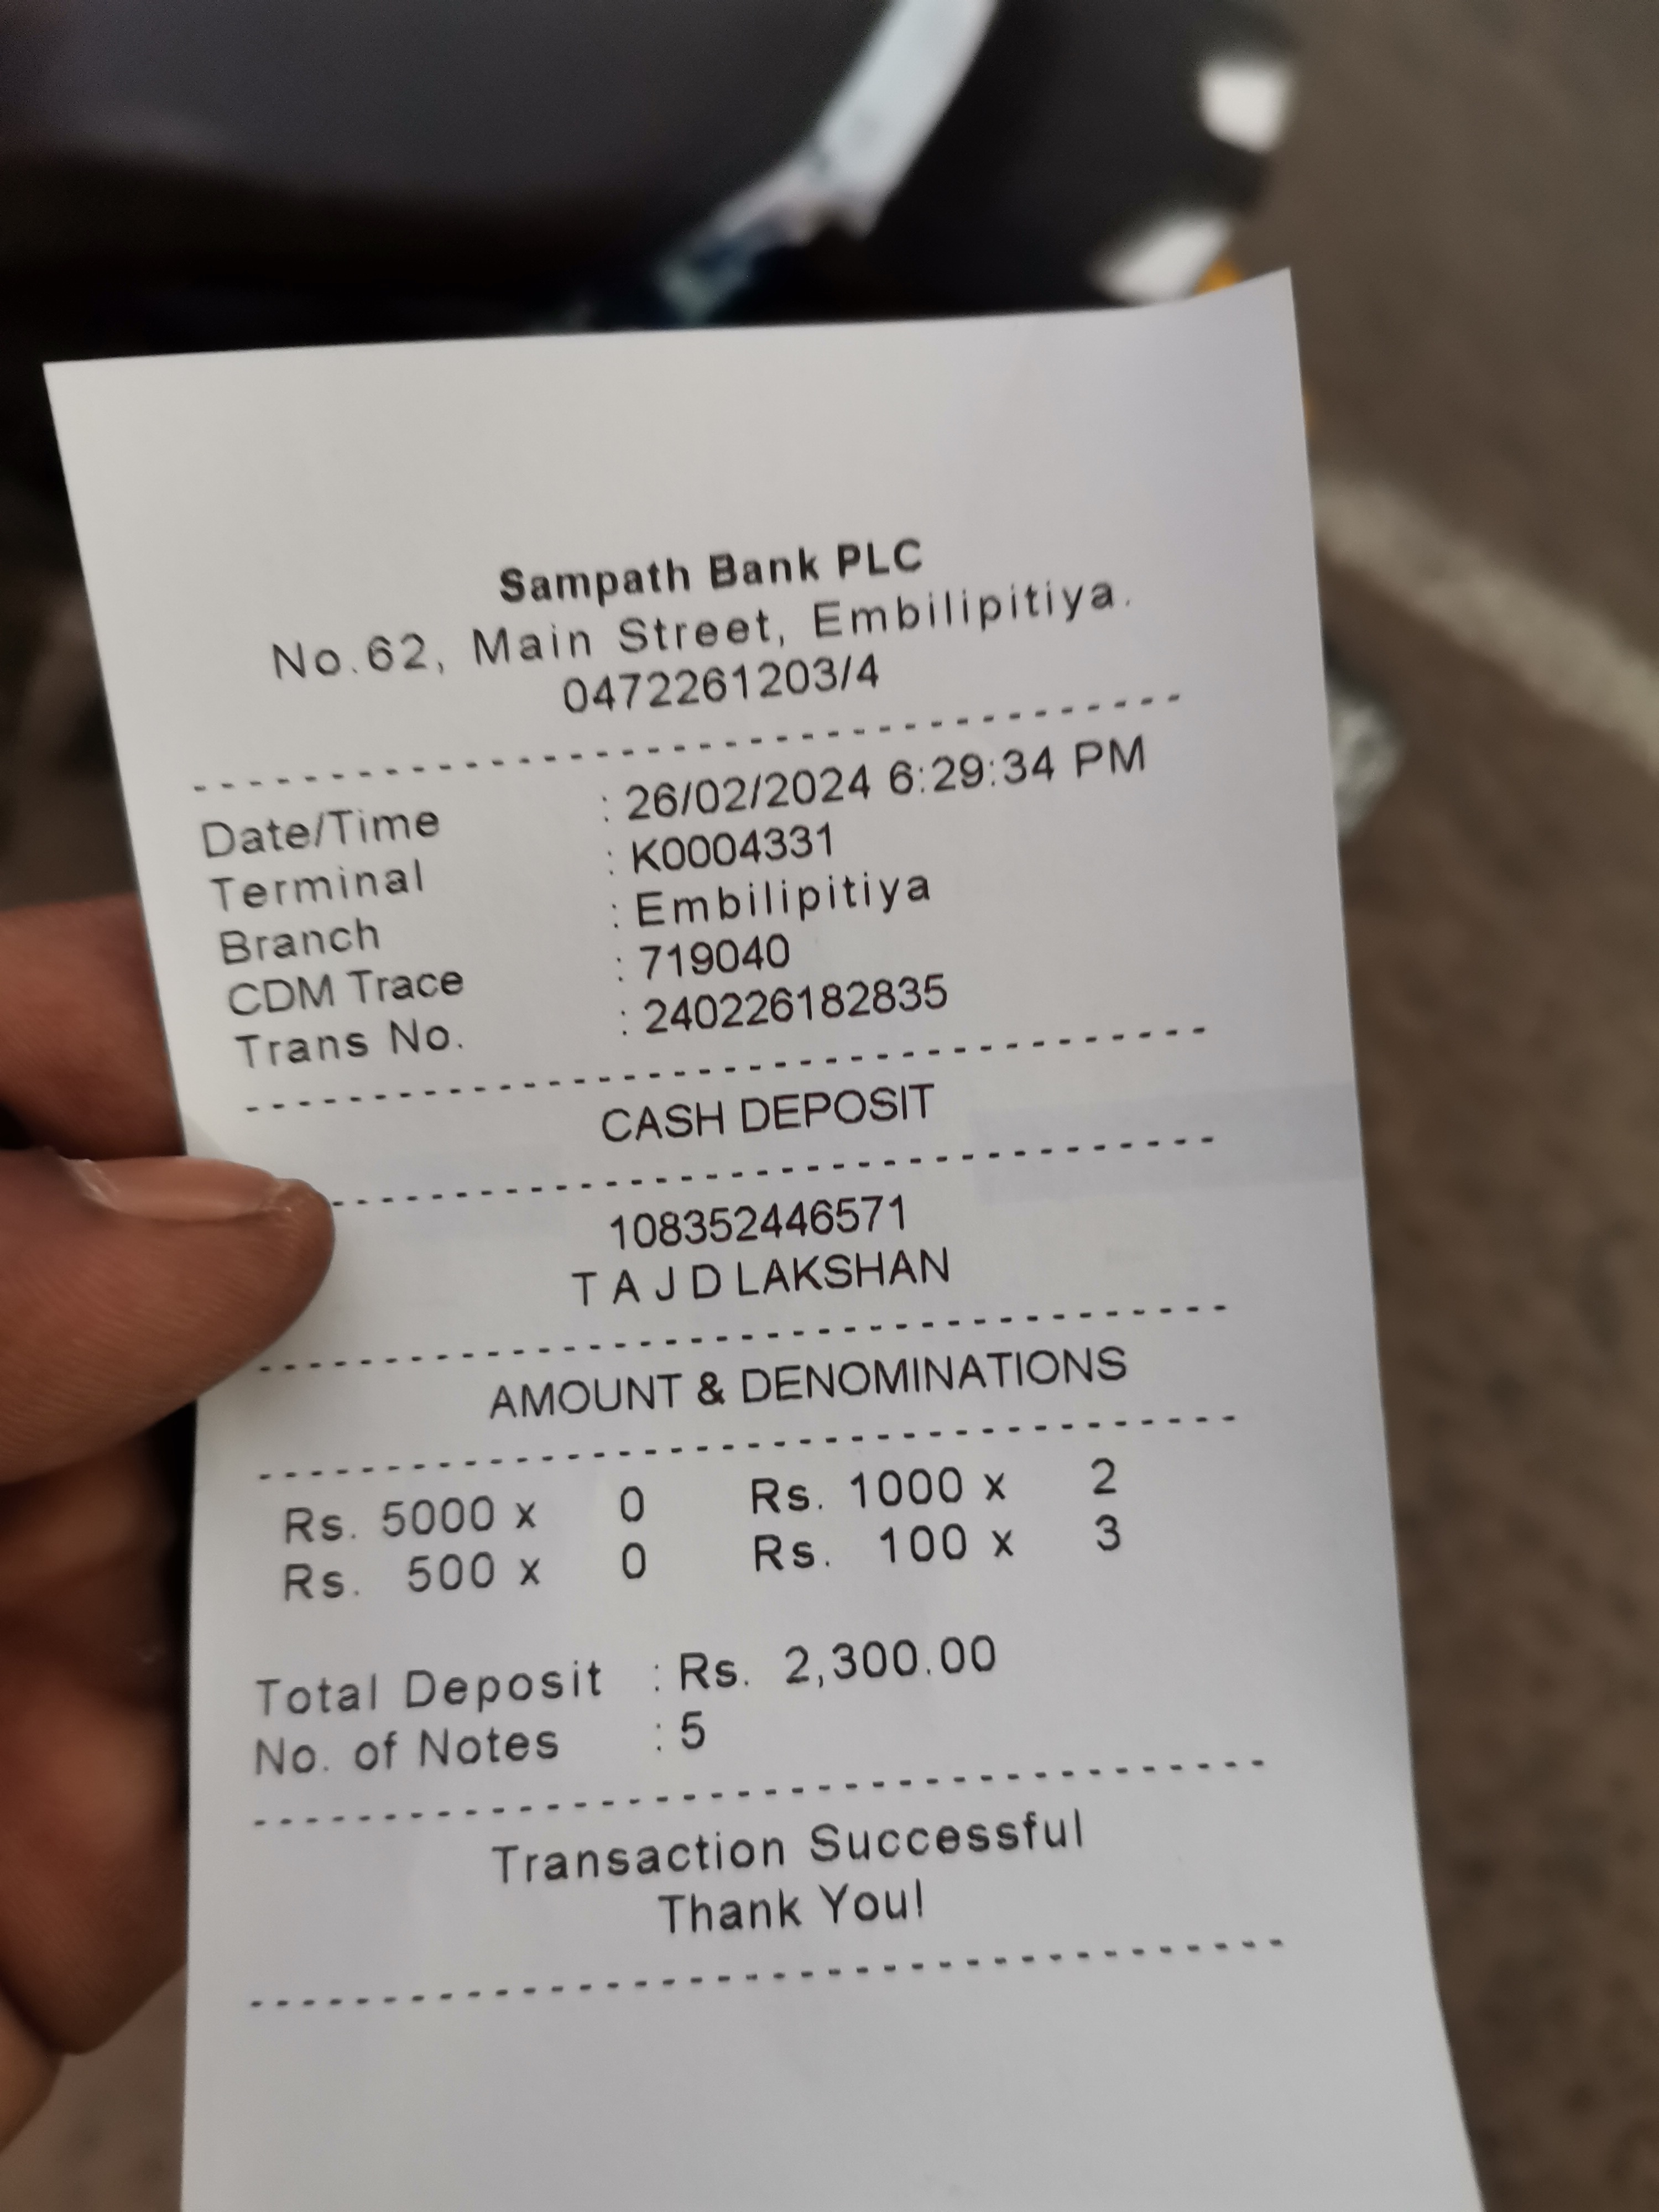 Sampath Bank PLC
No.62, Main Street, Embilipitiya.
0472261203/4
Date/Time : 26/02/2024 6:29:34 PM
Terminal : K0004331
Branch : Embilipitiya
CDM Trace : 719040
Trans No. : 240226182835
CASH DEPOSIT
108352446571
T A J D LAKSHAN
AMOUNT & DENOMINATIONS
Rs. 5000 x 0 Rs. 1000 x 2
Rs. 500 x 0 Rs. 100 x 3
Total Deposit : Rs. 2,300.00
No. of Notes : 5
Transaction Successful
Thank You!